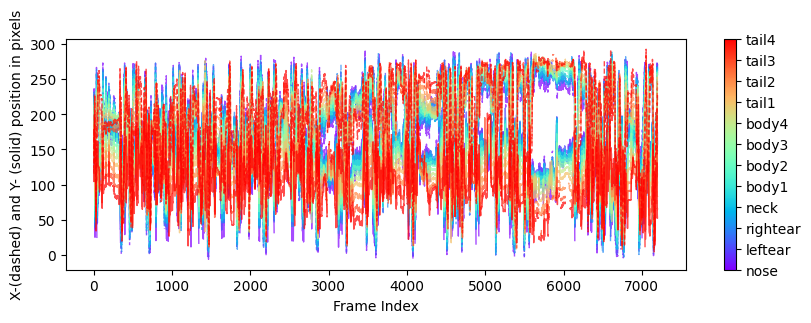 X-(dashed) and Y- (solid) position in pixels
300
250
200
150
100
50
0
0 1000 2000 3000 4000 5000 6000 7000
Frame Index
tail4
tail3
tail2
tail1
body4
body3
body2
body1
neck
rightear
leftear
nose